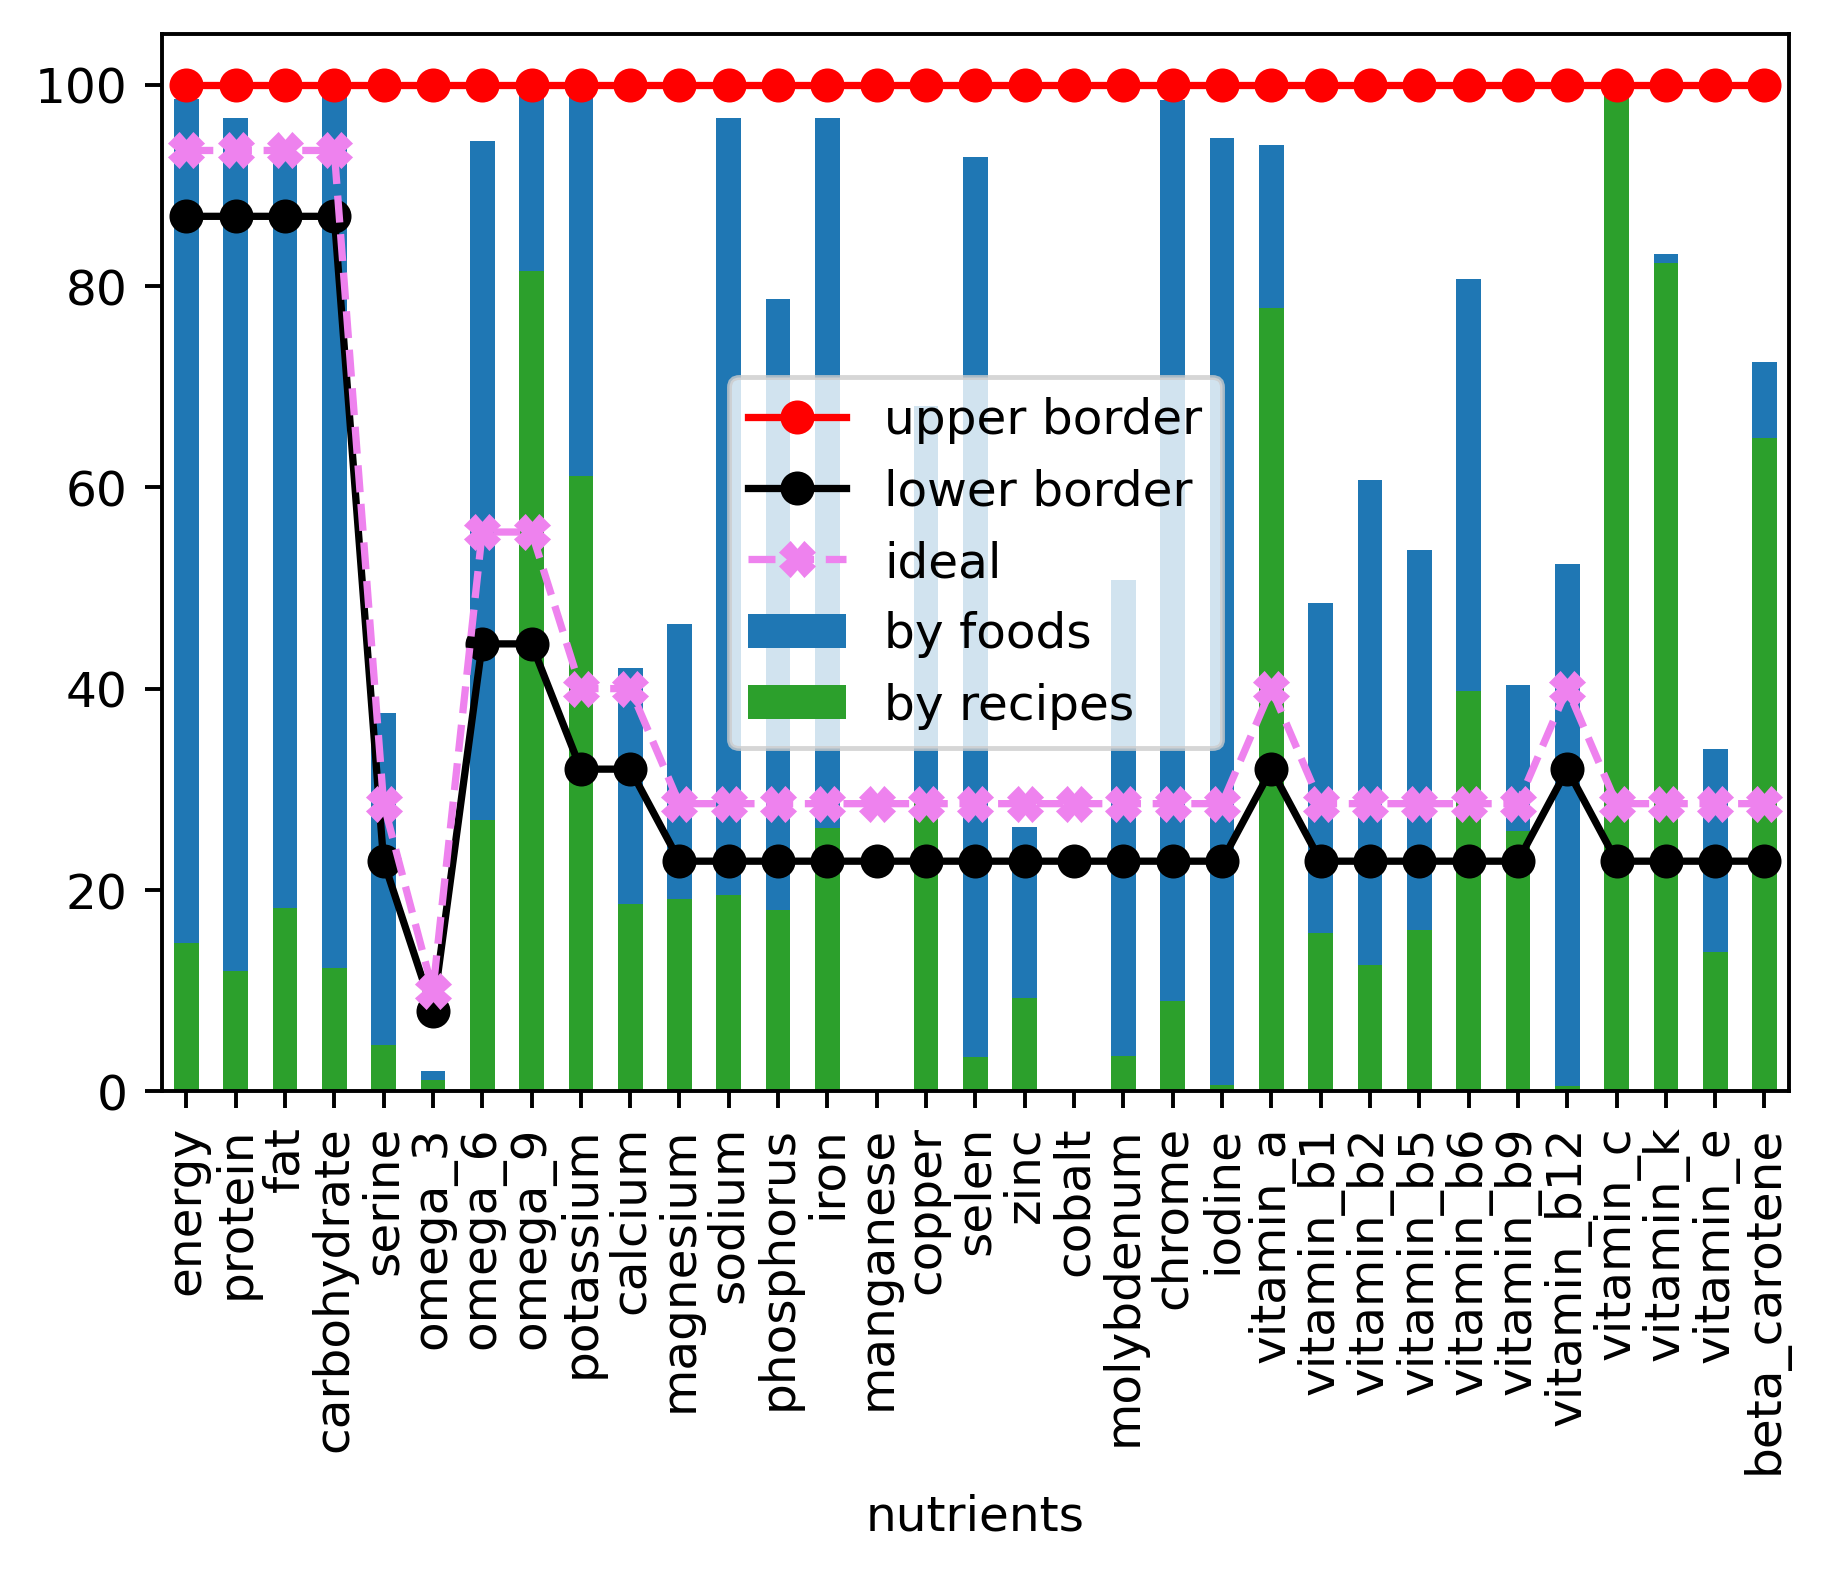 100
80
60
40
20
0
upper border
lower border
ideal
by foods
by recipes
energy
protein
fat
carbohydrate
serine
omega_3
omega_6
omega_9
potassium
calcium
magnesium
sodium
phosphorus
iron
manganese
copper
selen
zinc
cobalt
molybdenum
chrome
iodine
vitamin_a
vitamin_b1
vitamin_b2
vitamin_b5
vitamin_b6
vitamin_b9
vitamin_b12
vitamin_c
vitamin_k
vitamin_e
beta_carotene
nutrients